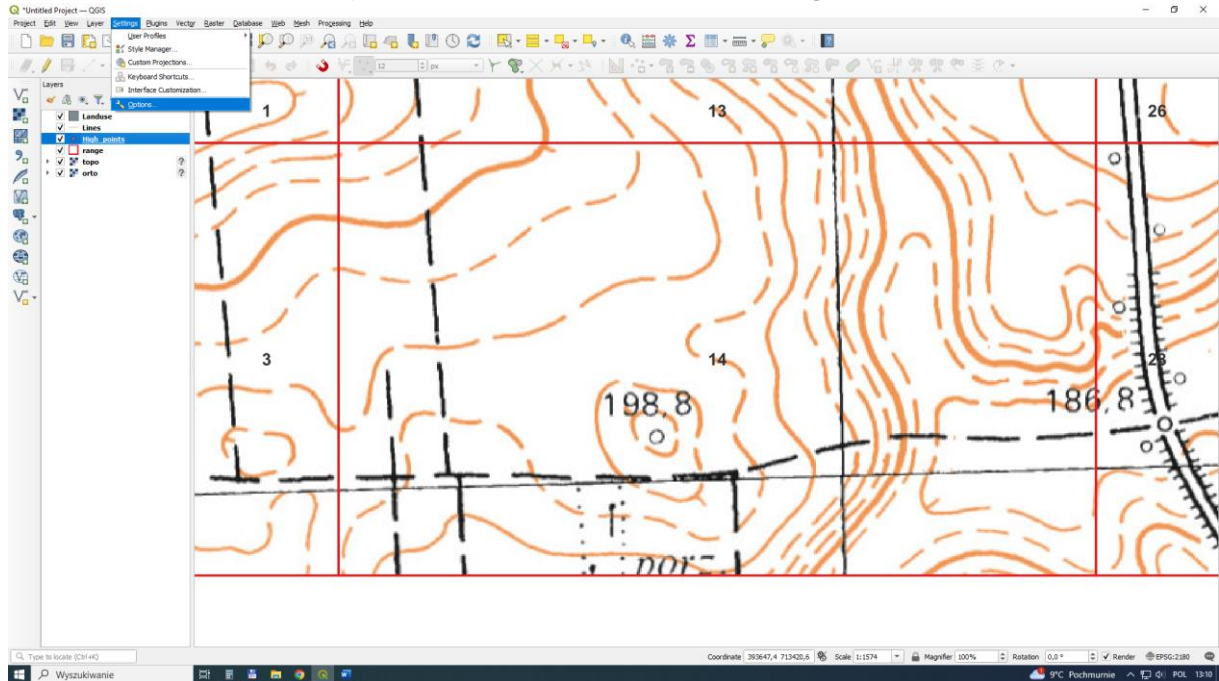 *Untitled Project — QGIS
Project Edit View Layer Settings Plugins Vector Raster Database Web Mesh Processing Help
User Profiles
Style Manager...
Custom Projections...
Keyboard Shortcuts...
Interface Customization...
Options...
12 px
Layers
Landuse
Lines
High_points
range
topo ?
orto ?
1 13 26
3 14 28
198,8
186,8
Type to locate (Ctrl+K)
Coordinate 393647,4 713420,6 Scale 1:1574 Magnifier 100% Rotation 0,0 ° Render EPSG:2180
Wyszukiwanie
9°C Pochmurnie POL 13:10